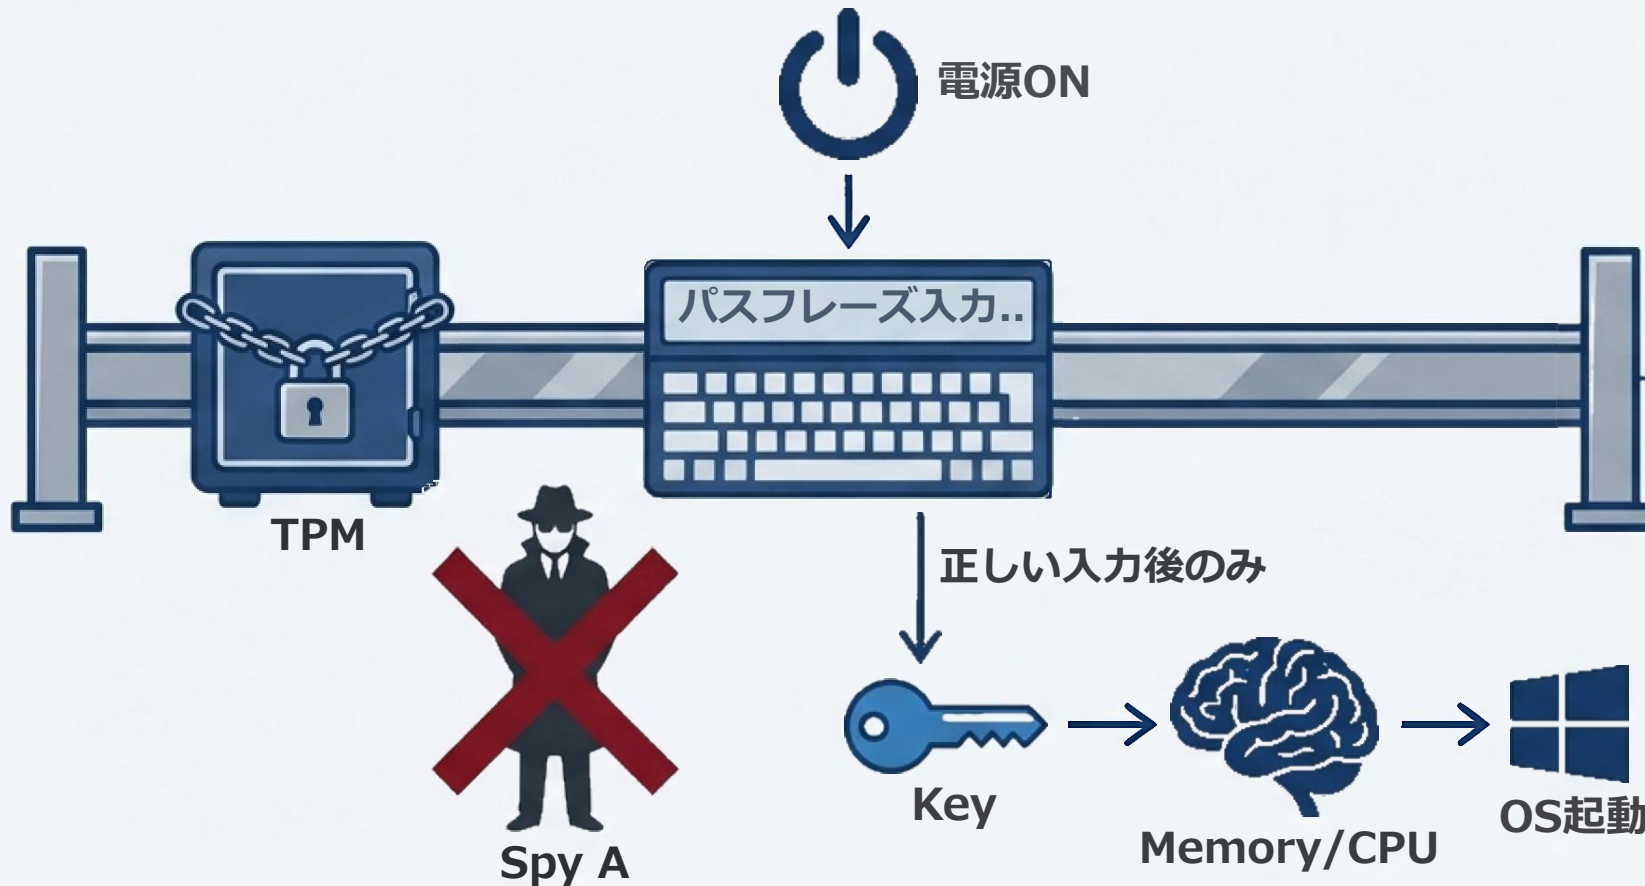 電源ON
パスフレーズ入力..
TPM
正しい入力後のみ
Spy A
Key
Memory/CPU
OS起動